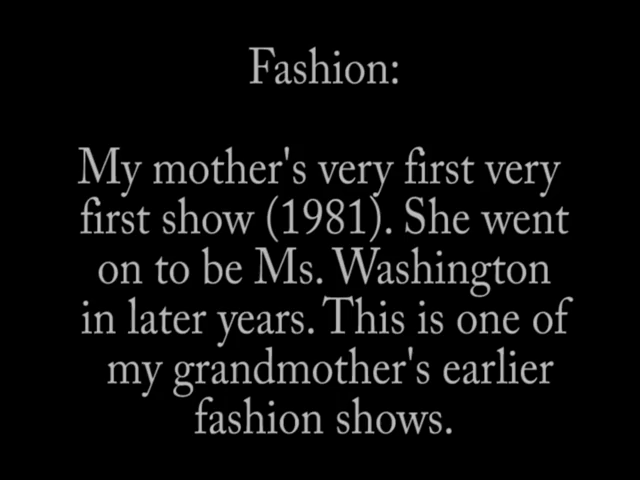 Fashion:
My mother's very first very
first show (1981). She went
on to be Ms. Washington
in later years. This is one of
my grandmother's earlier
fashion shows.